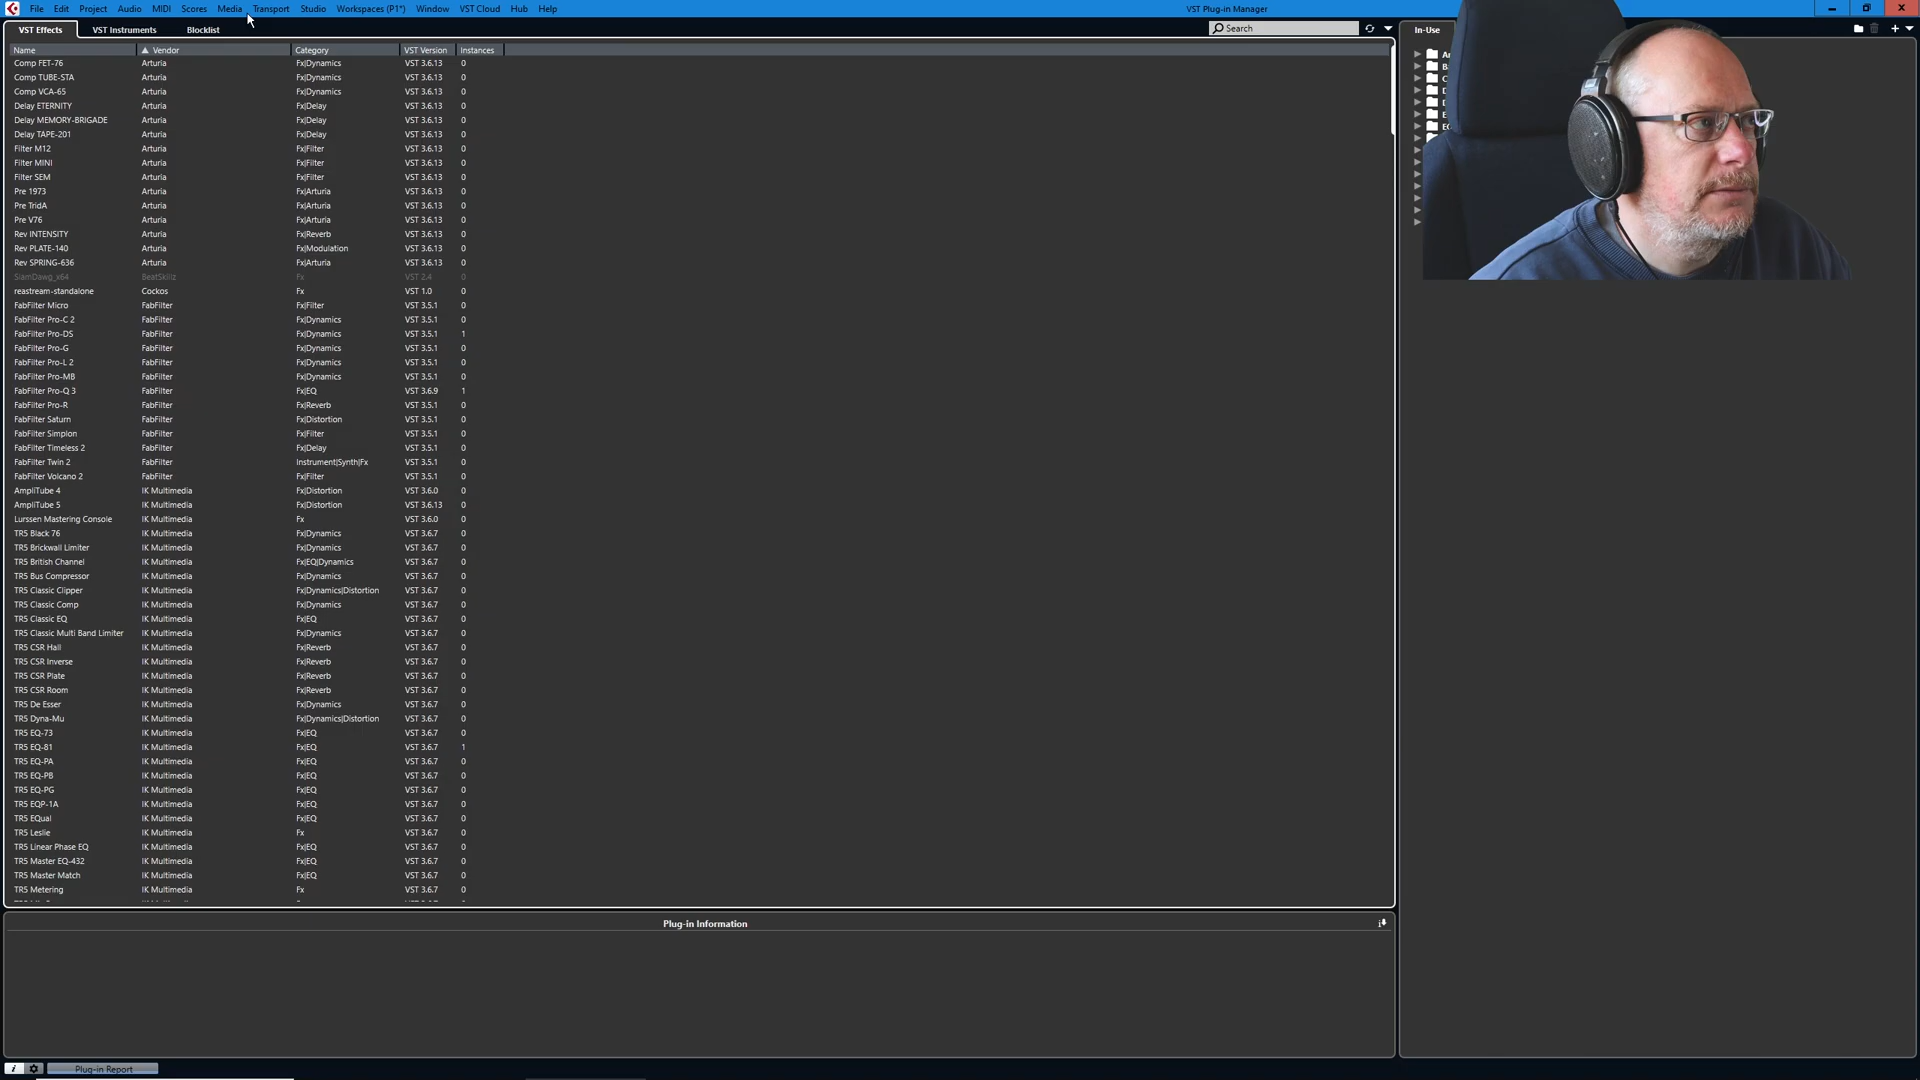 File Edit Project Audio MIDI Scores Media Transport Studio Workspaces (P1*) Window VST Cloud Hub Help VST Plug-in Manager
VST Effects VST Instruments Blocklist Search In-Use
Name Vendor Category VST Version Instances
Comp FET-76 Arturia Fx|Dynamics VST 3.6.13 0
Comp TUBE-STA Arturia Fx|Dynamics VST 3.6.13 0
Comp VCA-65 Arturia Fx|Dynamics VST 3.6.13 0
Delay ETERNITY Arturia Fx|Delay VST 3.6.13 0
Delay MEMORY-BRIGADE Arturia Fx|Delay VST 3.6.13 0
Delay TAPE-201 Arturia Fx|Delay VST 3.6.13 0
Filter M12 Arturia Fx|Filter VST 3.6.13 0
Filter MINI Arturia Fx|Filter VST 3.6.13 0
Filter SEM Arturia Fx|Filter VST 3.6.13 0
Pre 1973 Arturia Fx|Arturia VST 3.6.13 0
Pre TridA Arturia Fx|Arturia VST 3.6.13 0
Pre V76 Arturia Fx|Arturia VST 3.6.13 0
Rev INTENSITY Arturia Fx|Reverb VST 3.6.13 0
Rev PLATE-140 Arturia Fx|Modulation VST 3.6.13 0
Rev SPRING-636 Arturia Fx|Arturia VST 3.6.13 0
SlamDawg_x64 BeatSkillz Fx VST 2.4 0
reastream-standalone Cockos Fx VST 1.0 0
FabFilter Micro FabFilter Fx|Filter VST 3.5.1 0
FabFilter Pro-C 2 FabFilter Fx|Dynamics VST 3.5.1 0
FabFilter Pro-DS FabFilter Fx|Dynamics VST 3.5.1 1
FabFilter Pro-G FabFilter Fx|Dynamics VST 3.5.1 0
FabFilter Pro-L 2 FabFilter Fx|Dynamics VST 3.5.1 0
FabFilter Pro-MB FabFilter Fx|Dynamics VST 3.5.1 0
FabFilter Pro-Q 3 FabFilter Fx|EQ VST 3.6.9 1
FabFilter Pro-R FabFilter Fx|Reverb VST 3.5.1 0
FabFilter Saturn FabFilter Fx|Distortion VST 3.5.1 0
FabFilter Simplon FabFilter Fx|Filter VST 3.5.1 0
FabFilter Timeless 2 FabFilter Fx|Delay VST 3.5.1 0
FabFilter Twin 2 FabFilter Instrument|Synth|Fx VST 3.5.1 0
FabFilter Volcano 2 FabFilter Fx|Filter VST 3.5.1 0
AmpliTube 4 IK Multimedia Fx|Distortion VST 3.6.0 0
AmpliTube 5 IK Multimedia Fx|Distortion VST 3.6.13 0
Lurssen Mastering Console IK Multimedia Fx VST 3.6.0 0
TR5 Black 76 IK Multimedia Fx|Dynamics VST 3.6.7 0
TR5 Brickwall Limiter IK Multimedia Fx|Dynamics VST 3.6.7 0
TR5 British Channel IK Multimedia Fx|EQ|Dynamics VST 3.6.7 0
TR5 Bus Compressor IK Multimedia Fx|Dynamics VST 3.6.7 0
TR5 Classic Clipper IK Multimedia Fx|Dynamics|Distortion VST 3.6.7 0
TR5 Classic Comp IK Multimedia Fx|Dynamics VST 3.6.7 0
TR5 Classic EQ IK Multimedia Fx|EQ VST 3.6.7 0
TR5 Classic Multi Band Limiter IK Multimedia Fx|Dynamics VST 3.6.7 0
TR5 CSR Hall IK Multimedia Fx|Reverb VST 3.6.7 0
TR5 CSR Inverse IK Multimedia Fx|Reverb VST 3.6.7 0
TR5 CSR Plate IK Multimedia Fx|Reverb VST 3.6.7 0
TR5 CSR Room IK Multimedia Fx|Reverb VST 3.6.7 0
TR5 De Esser IK Multimedia Fx|Dynamics VST 3.6.7 0
TR5 Dyna-Mu IK Multimedia Fx|Dynamics|Distortion VST 3.6.7 0
TR5 EQ-73 IK Multimedia Fx|EQ VST 3.6.7 0
TR5 EQ-81 IK Multimedia Fx|EQ VST 3.6.7 1
TR5 EQ-PA IK Multimedia Fx|EQ VST 3.6.7 0
TR5 EQ-PB IK Multimedia Fx|EQ VST 3.6.7 0
TR5 EQ-PG IK Multimedia Fx|EQ VST 3.6.7 0
TR5 EQP-1A IK Multimedia Fx|EQ VST 3.6.7 0
TR5 EQual IK Multimedia Fx|EQ VST 3.6.7 0
TR5 Leslie IK Multimedia Fx VST 3.6.7 0
TR5 Linear Phase EQ IK Multimedia Fx|EQ VST 3.6.7 0
TR5 Master EQ-432 IK Multimedia Fx|EQ VST 3.6.7 0
TR5 Master Match IK Multimedia Fx|EQ VST 3.6.7 0
TR5 Metering IK Multimedia Fx VST 3.6.7 0
Plug-in Information
Plug-in Report